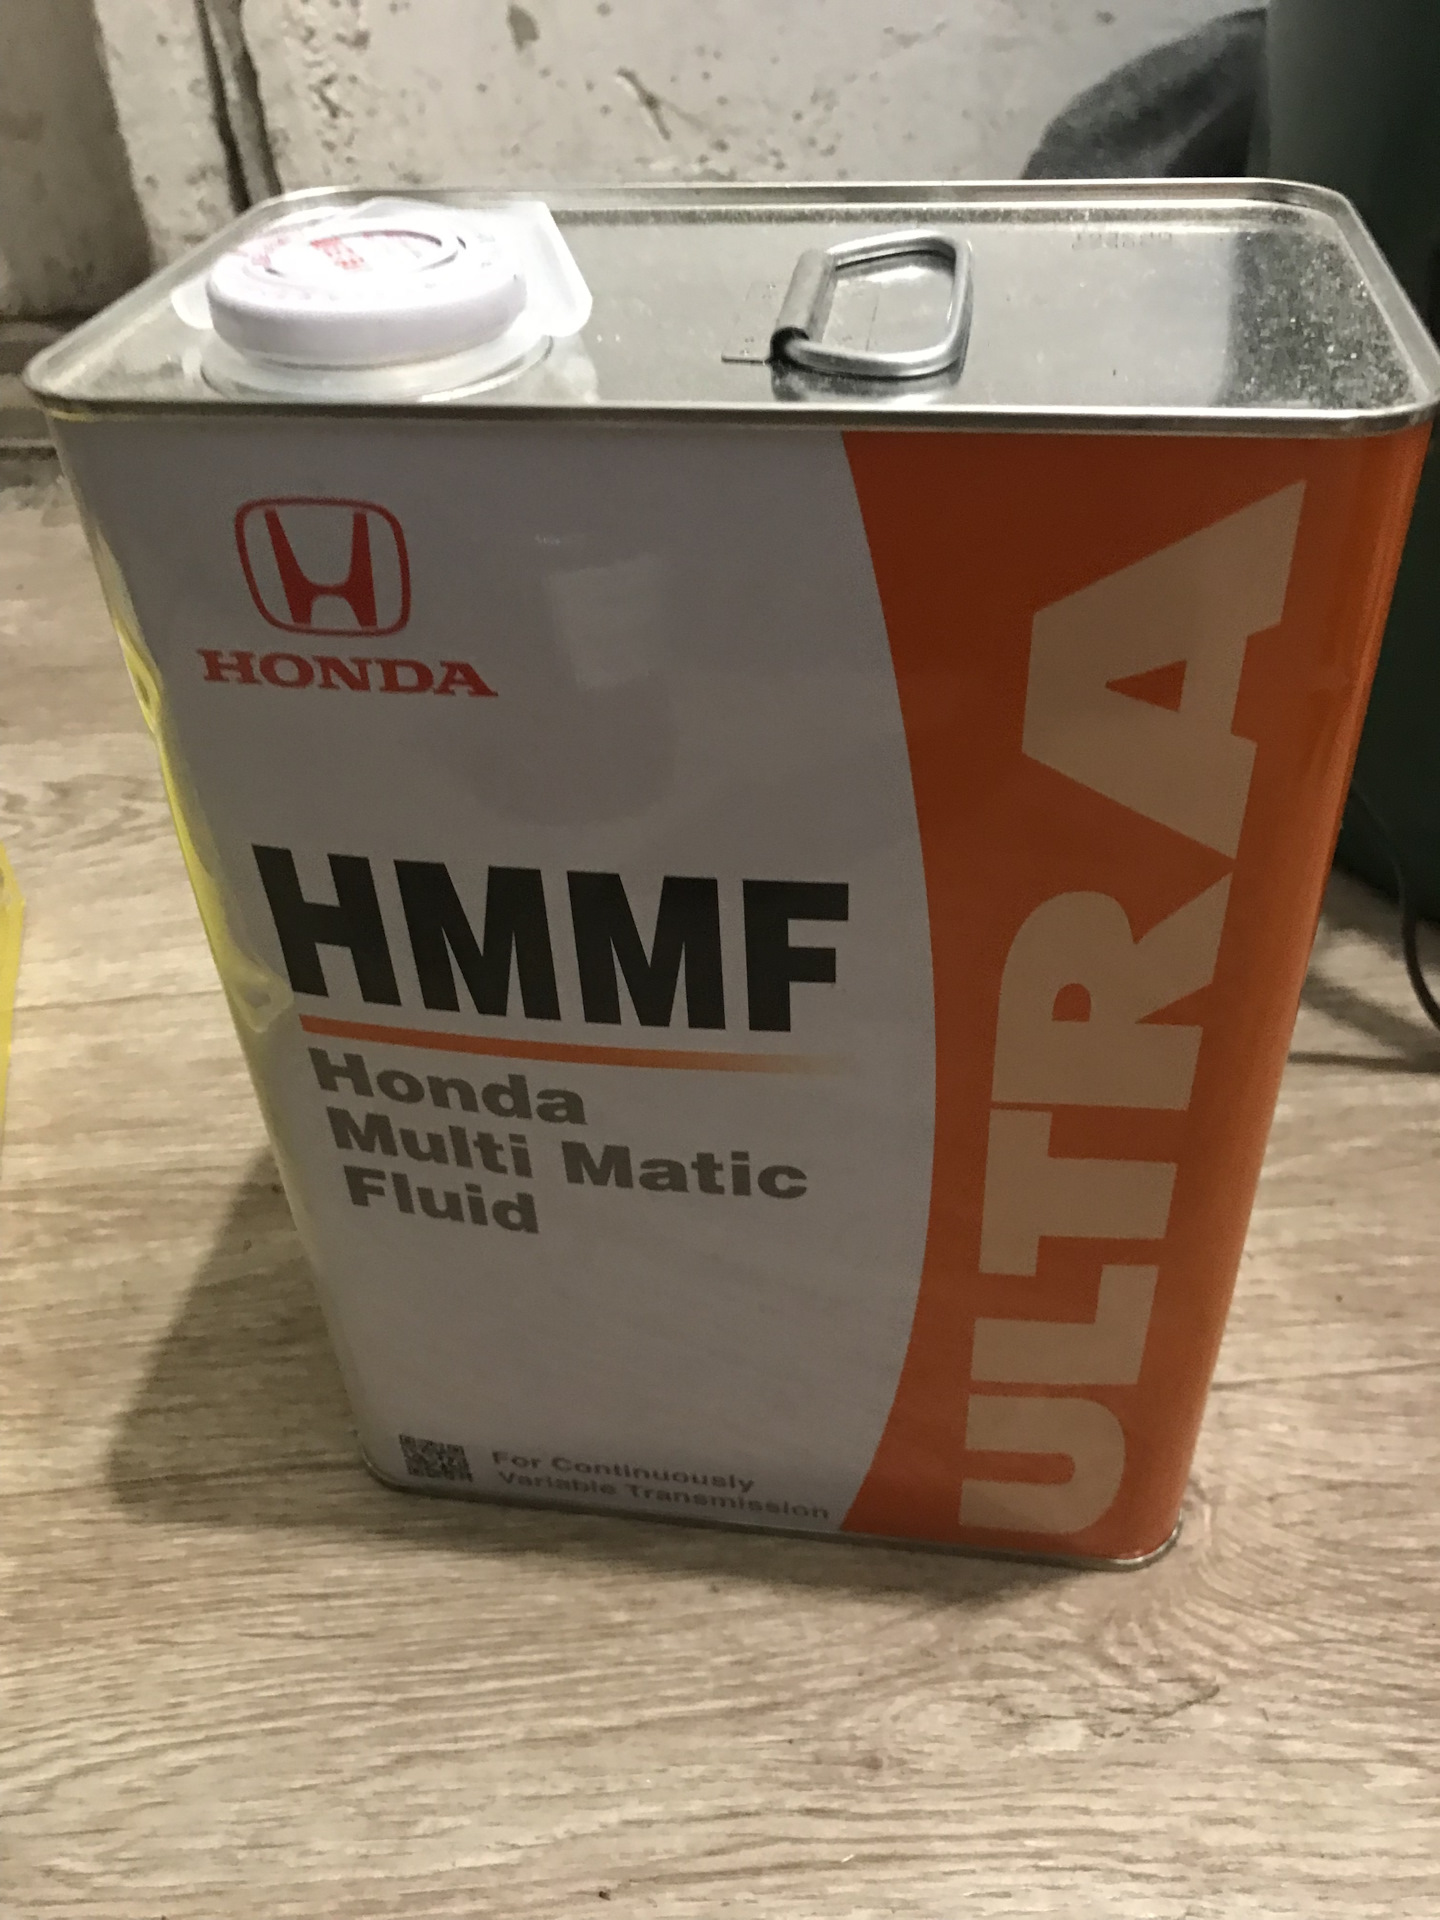 HONDA
HMMF
Honda
Multi Matic
Fluid
For Continuously
Variable Transmission
ULTRA